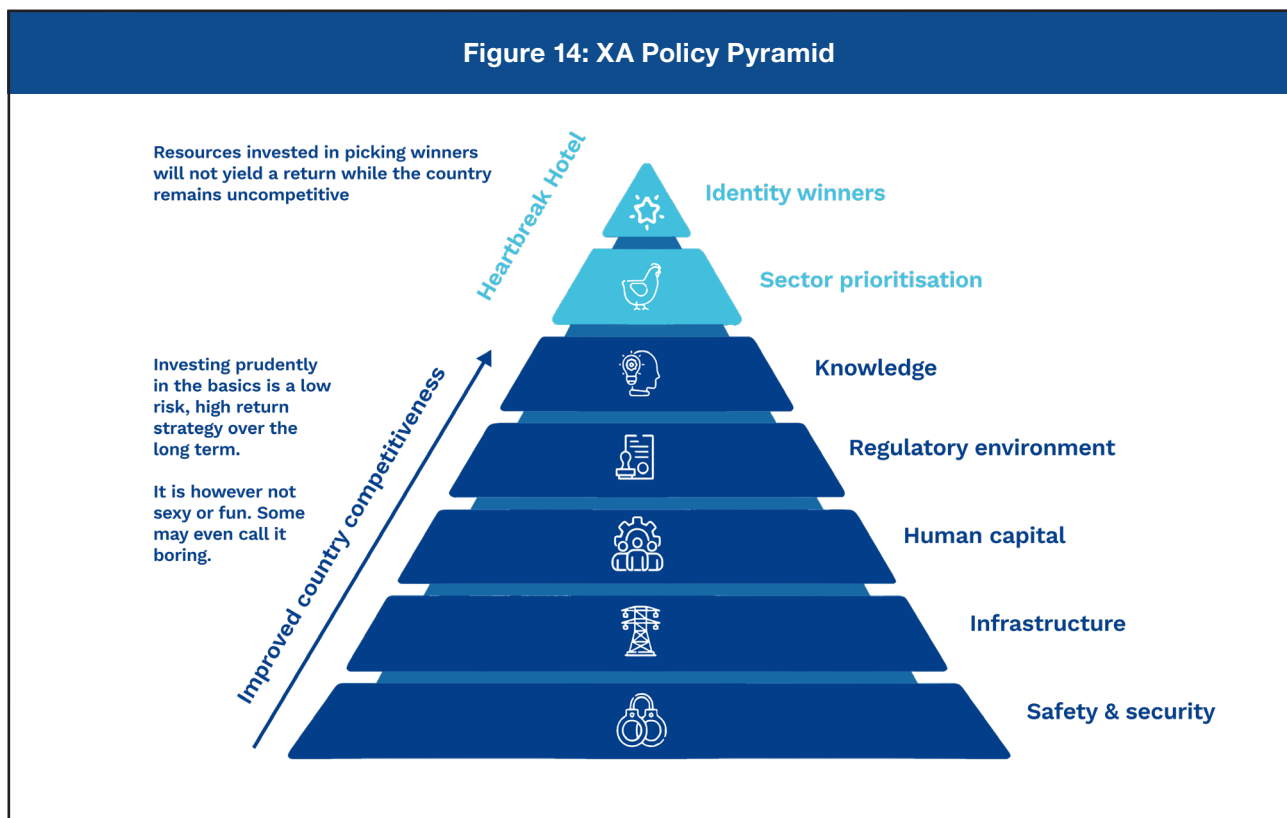 Figure 14: XA Policy Pyramid
Resources invested in picking winners
will not yield a return while the country
remains uncompetitive
Heartbreak Hotel
Identity winners
Sector prioritisation
Investing prudently
in the basics is a low
risk, high return
strategy over the
long term.
It is however not
sexy or fun. Some
may even call it
boring.
Improved country competitiveness
Knowledge
Regulatory environment
Human capital
Infrastructure
Safety & security